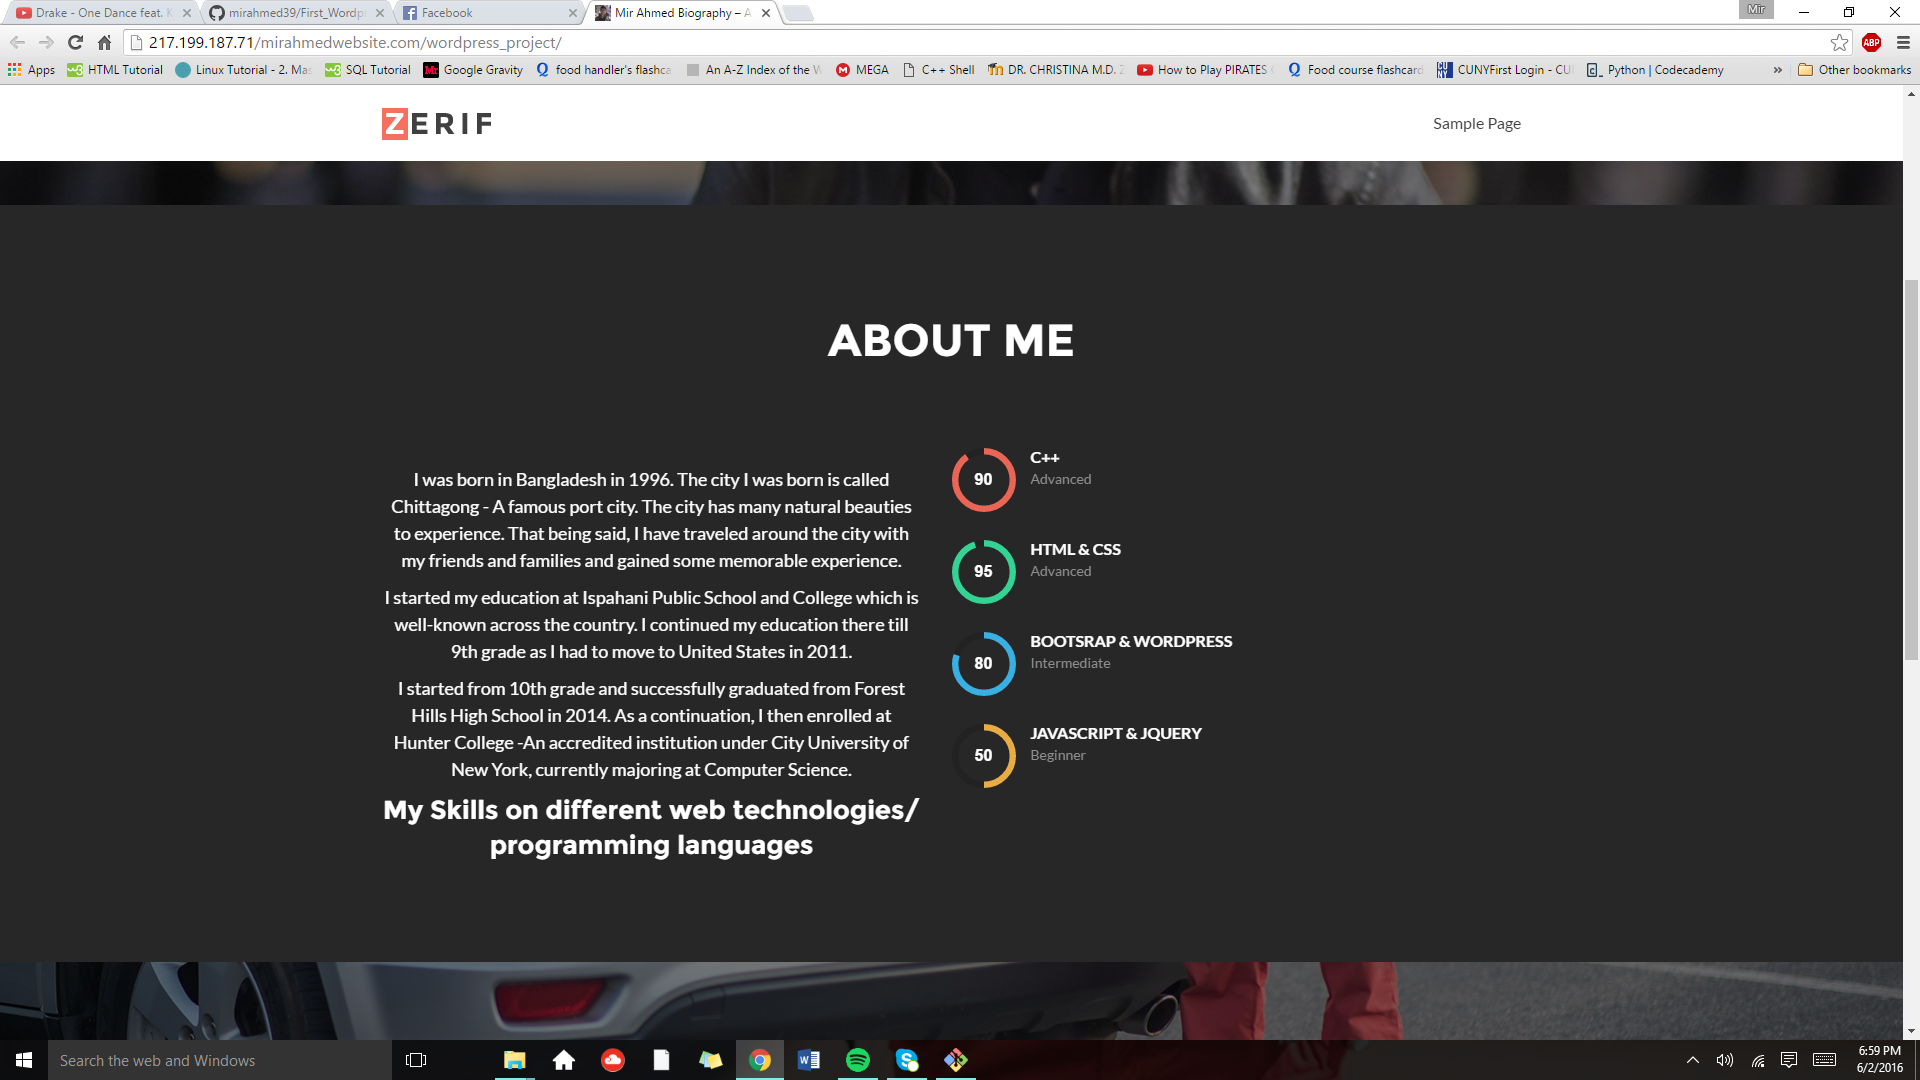 Drake - One Dance feat. K
mirahmed39/First_Wordp
Facebook
Mir Ahmed Biography – A
Mir
217.199.187.71/mirahmedwebsite.com/wordpress_project/
ABP
Apps
HTML Tutorial
Linux Tutorial - 2. Mas
SQL Tutorial
Google Gravity
food handler's flashca
An A-Z Index of the W
MEGA
C++ Shell
DR. CHRISTINA M.D. 2
How to Play PIRATES
Food course flashcard
CUNYFirst Login - CU
Python | Codecademy
»
Other bookmarks
ZERIF
Sample Page
ABOUT ME
I was born in Bangladesh in 1996. The city I was born is called
Chittagong - A famous port city. The city has many natural beauties
to experience. That being said, I have traveled around the city with
my friends and families and gained some memorable experience.
I started my education at Ispahani Public School and College which is
well-known across the country. I continued my education there till
9th grade as I had to move to United States in 2011.
I started from 10th grade and successfully graduated from Forest
Hills High School in 2014. As a continuation, I then enrolled at
Hunter College -An accredited institution under City University of
New York, currently majoring at Computer Science.
My Skills on different web technologies/
programming languages
90
C++
Advanced
95
HTML & CSS
Advanced
80
BOOTSRAP & WORDPRESS
Intermediate
50
JAVASCRIPT & JQUERY
Beginner
Search the web and Windows
6:59 PM
6/2/2016